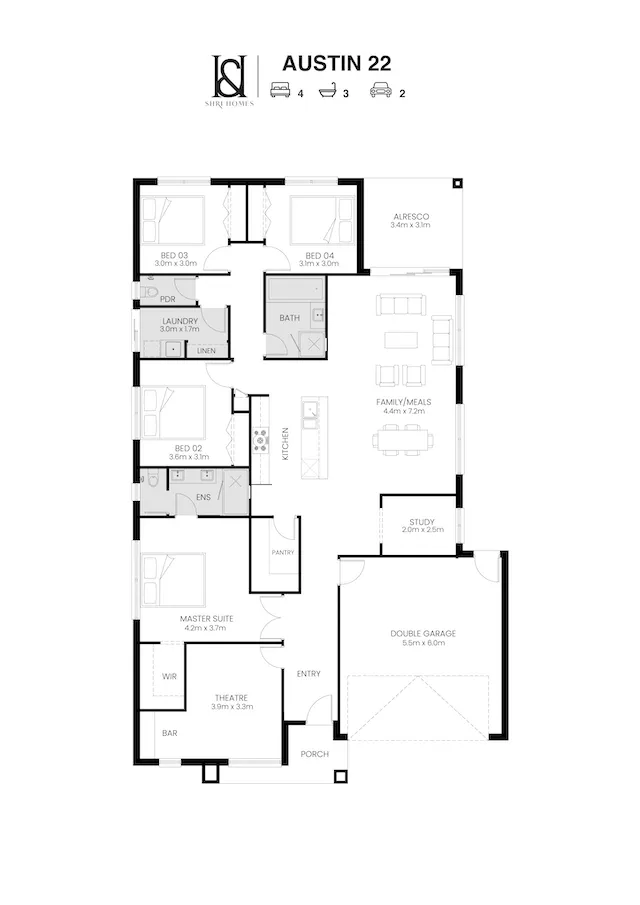 AUSTIN 22
SHRI HOMES
4 3 2
ALRESCO
3.4m x 3.1m
BED 03
3.0m x 3.0m
BED 04
3.1m x 3.0m
PDR
LAUNDRY
3.0m x 1.7m
LINEN
BATH
FAMILY/MEALS
4.4m x 7.2m
KITCHEN
BED 02
3.6m x 3.1m
ENS
STUDY
2.0m x 2.5m
PANTRY
MASTER SUITE
4.2m x 3.7m
DOUBLE GARAGE
5.5m x 6.0m
WIR
ENTRY
THEATRE
3.9m x 3.3m
BAR
PORCH